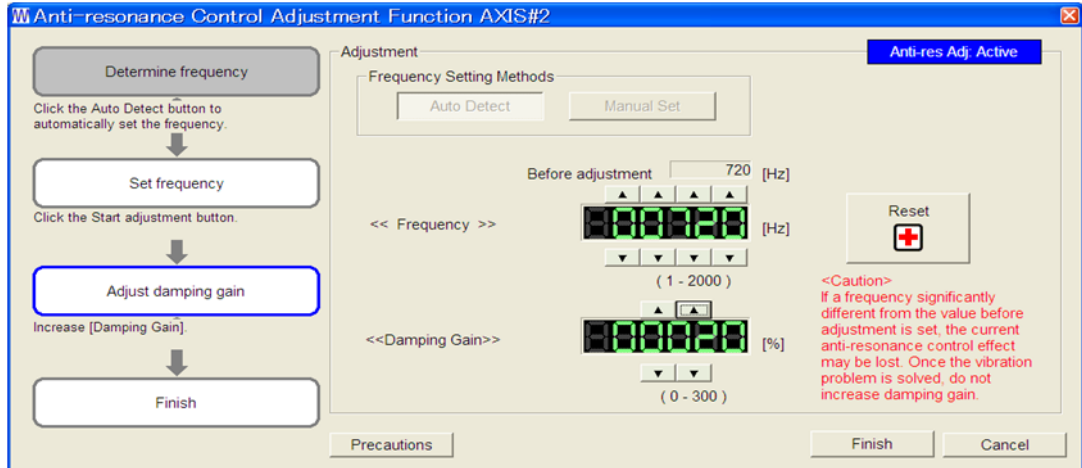 Anti-resonance Control Adjustment Function AXIS#2
Determine frequency
Click the Auto Detect button to
automatically set the frequency.
Set frequency
Click the Start adjustment button.
Adjust damping gain
Increase [Damping Gain].
Finish
Adjustment
Anti-res Adj: Active
Frequency Setting Methods
Auto Detect
Manual Set
Before adjustment 720 [Hz]
<< Frequency >> 00720 [Hz]
( 1 - 2000 )
<<Damping Gain>> 00020 [%]
( 0 - 300 )
Reset
<Caution>
If a frequency significantly
different from the value before
adjustment is set, the current
anti-resonance control effect
may be lost. Once the vibration
problem is solved, do not
increase damping gain.
Precautions
Finish
Cancel